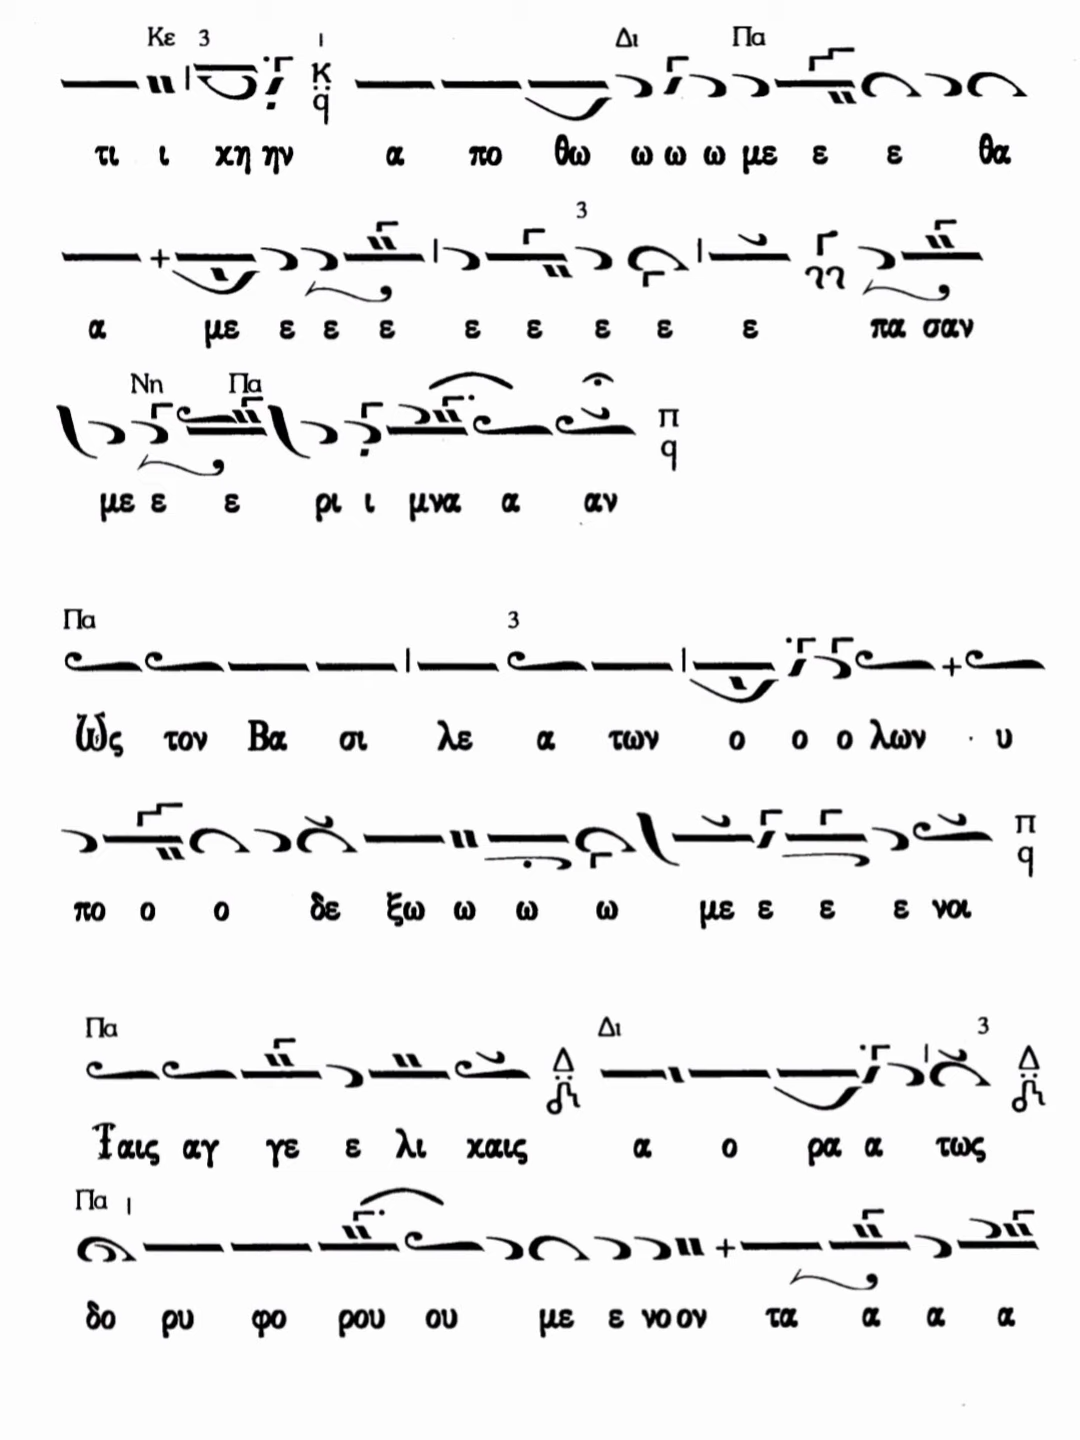 Κε 3
τι ι κη ην α πο θω ω ω ω με ε ε θα
Δι Πα
3
α με ε ε ε ε ε ε ε ε πα σαν
Νη Πα
με ε ε ρι ι μνα α αν
Πα 3
Ὡς τον Βα σι λε α των ο ο ο λων υ
πο ο ο δε ξω ω ω ω με ε ε ε νοι
Πα Δι 3
Ταις αγ γε ε λι καις α ο ρα α τως
Πα
δο ρυ φο ρου ου με ε νο ον τα α α α